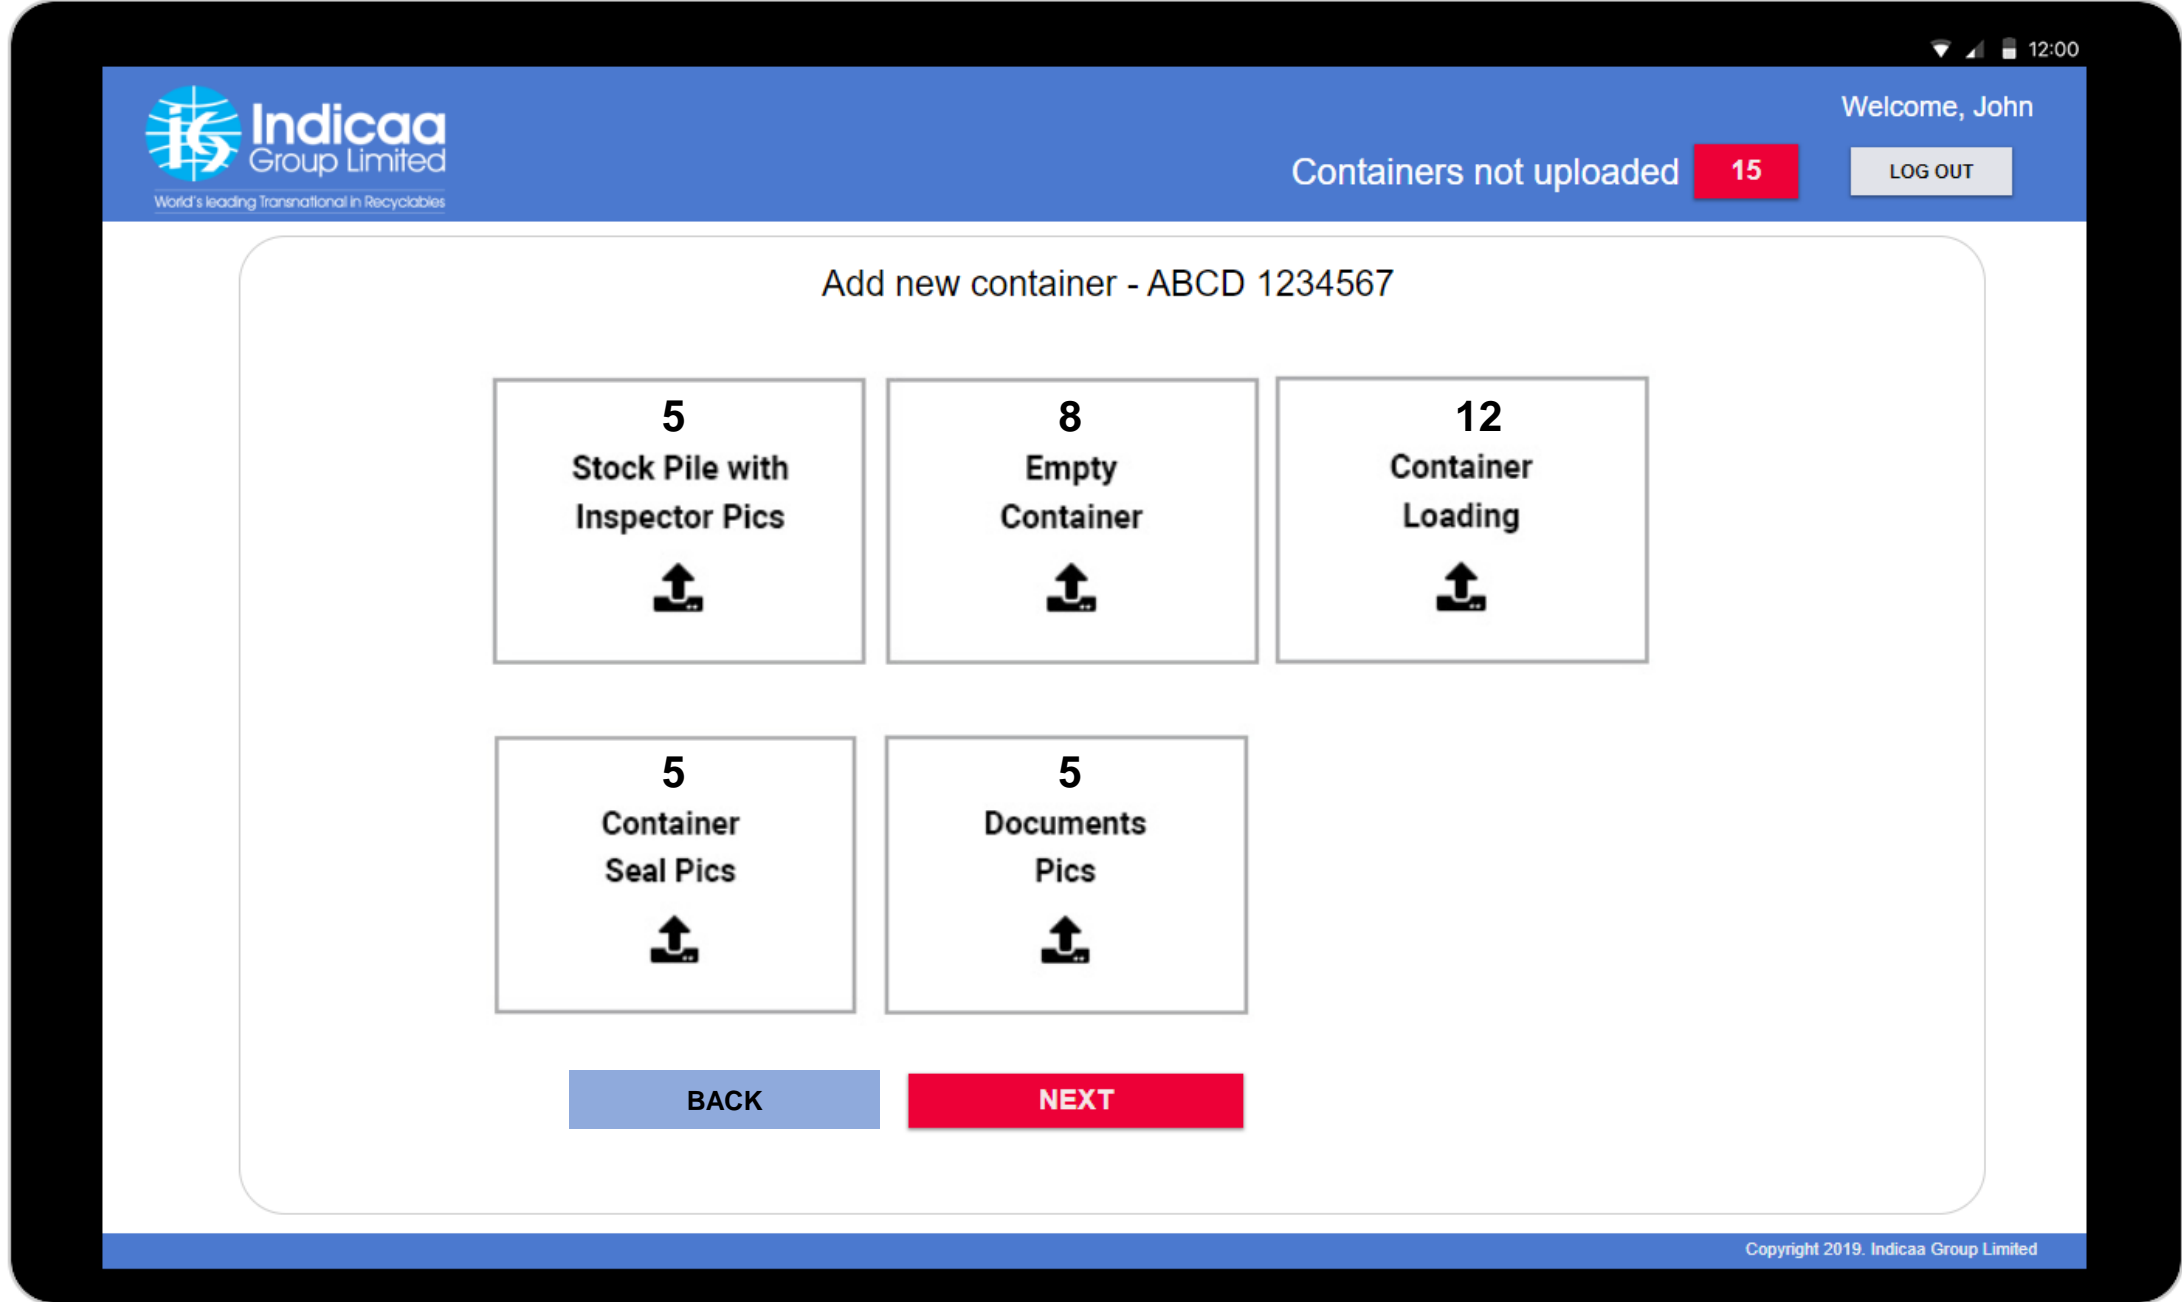 12:00
Indicaa
Group Limited
World's leading Transnational in Recyclables
Welcome, John
Containers not uploaded 15 LOG OUT
Add new container - ABCD 1234567
5
Stock Pile with
Inspector Pics
8
Empty
Container
12
Container
Loading
5
Container
Seal Pics
5
Documents
Pics
BACK
NEXT
Copyright 2019. Indicaa Group Limited